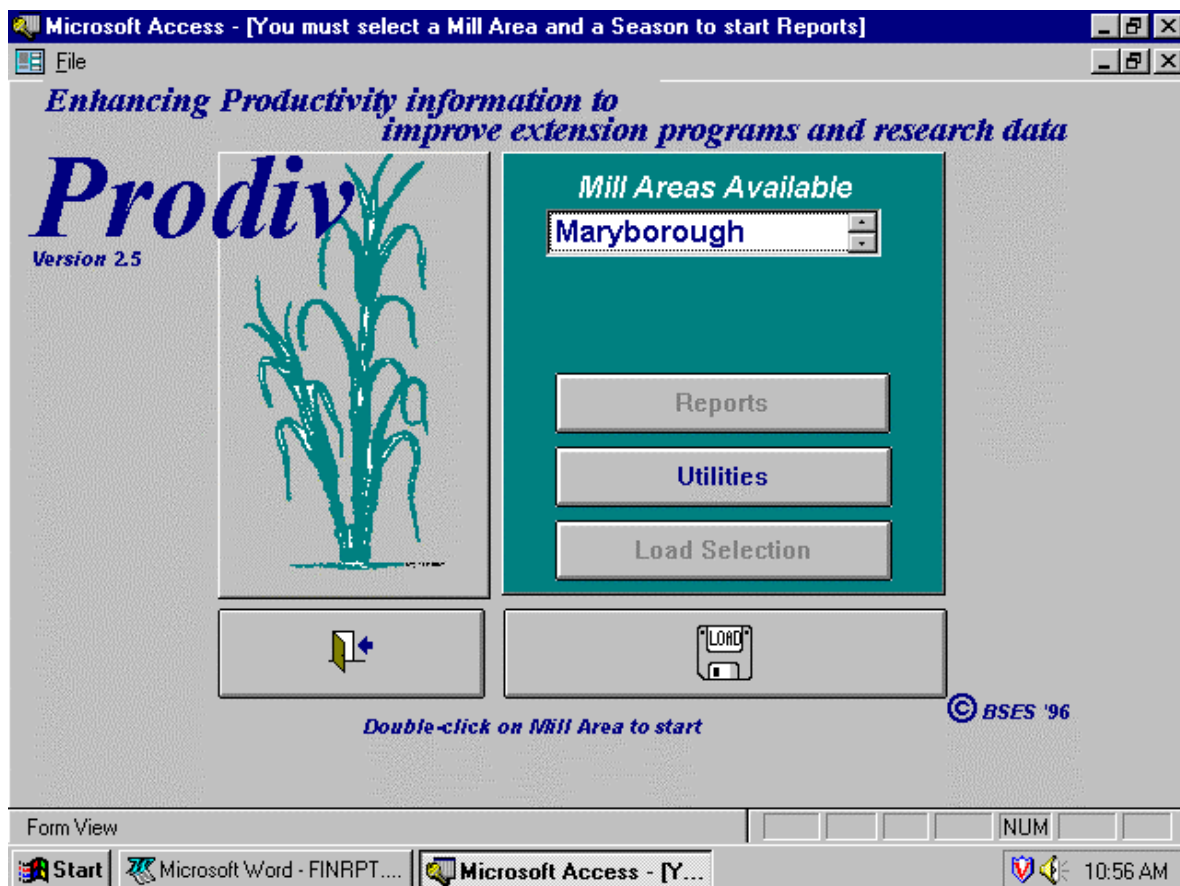 Microsoft Access - [You must select a Mill Area and a Season to start Reports]
File
Enhancing Productivity information to
improve extension programs and research data
Prodiv
Version 2.5
Mill Areas Available
Maryborough
Reports
Utilities
Load Selection
LOAD
© BSES '96
Double-click on Mill Area to start
Form View
NUM
Start
Microsoft Word - FINRPT....
Microsoft Access - [Y...
10:56 AM